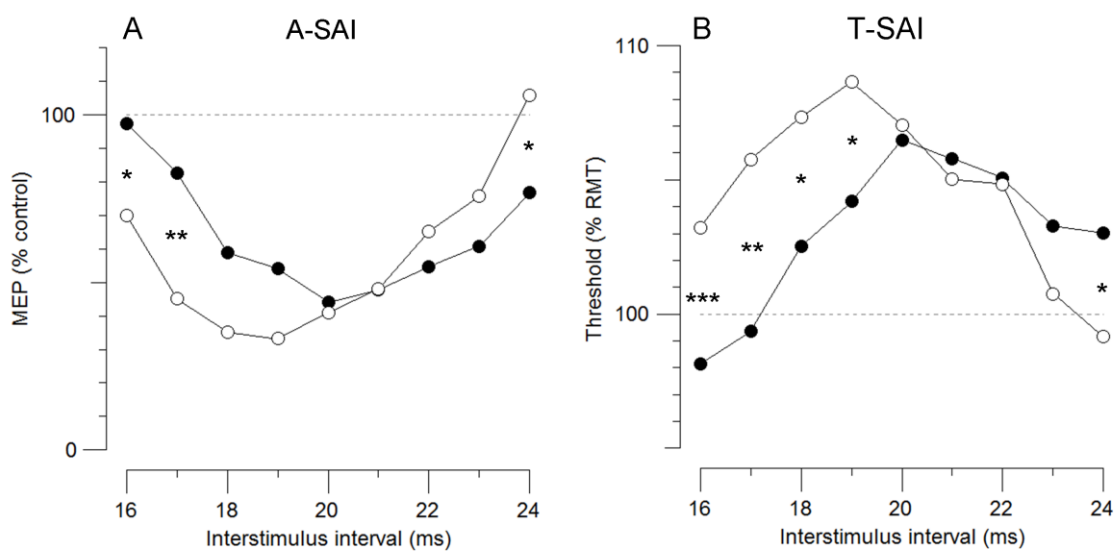 A A-SAI
MEP (% control)
100
0
*
**
*
16 18 20 22 24
Interstimulus interval (ms)
B T-SAI
Threshold (% RMT)
110
100
***
**
*
*
*
16 18 20 22 24
Interstimulus interval (ms)